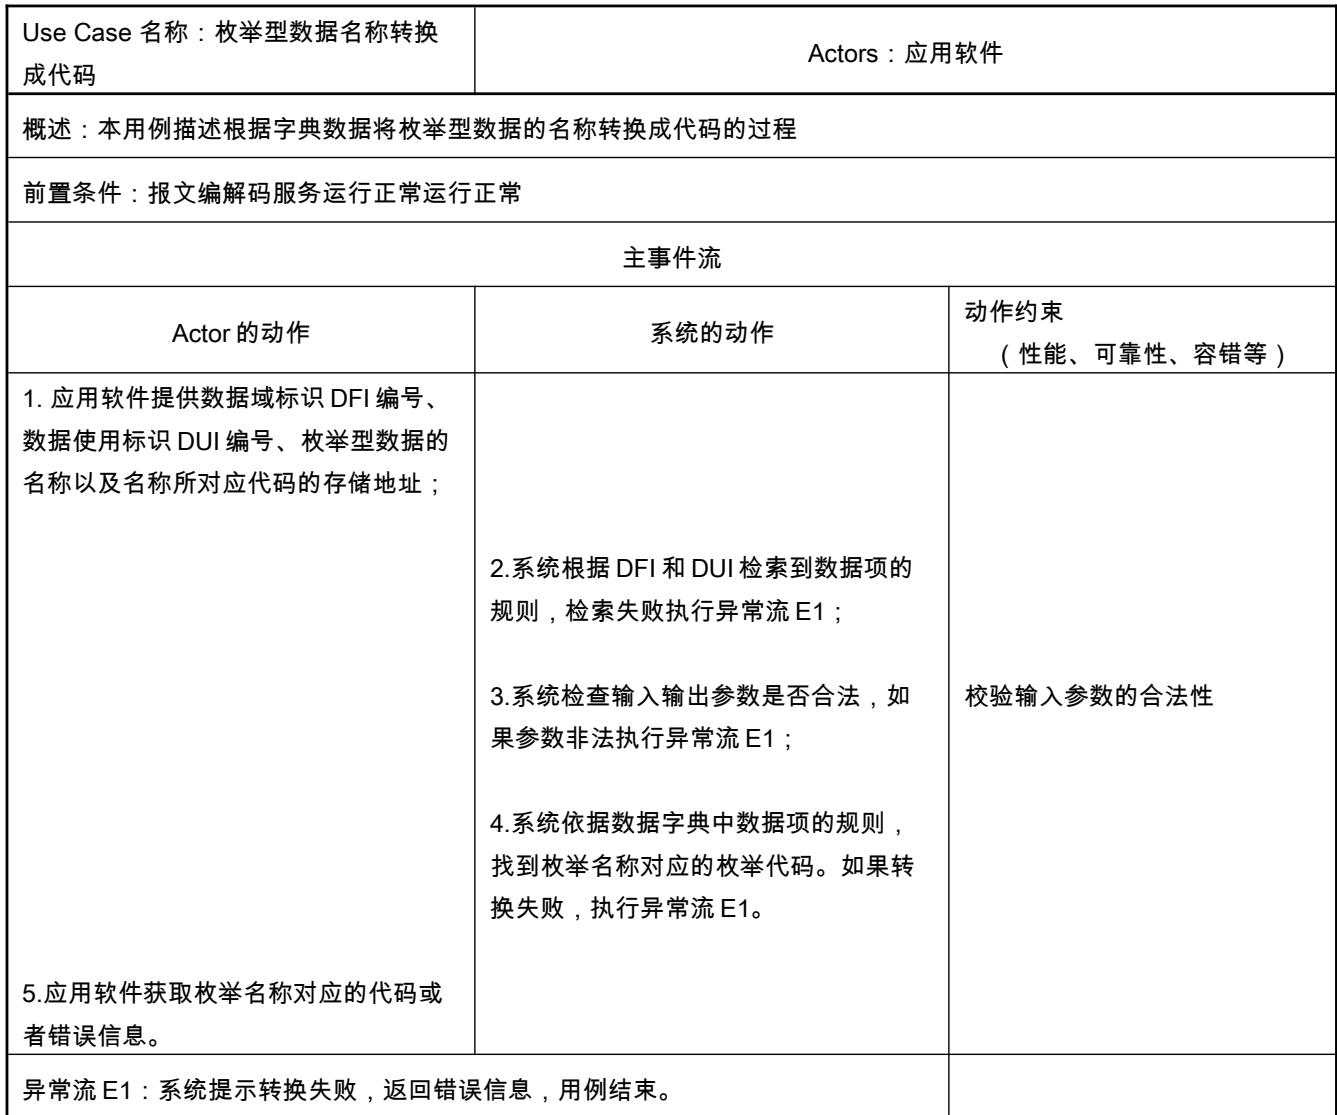 Use Case 名称：枚举型数据名称转换
成代码
Actors：应用软件
概述：本用例描述根据字典数据将枚举型数据的名称转换成代码的过程
前置条件：报文编解码服务运行正常运行正常
主事件流
Actor 的动作
系统的动作
动作约束
（性能、可靠性、容错等）
1. 应用软件提供数据域标识 DFI 编号、
数据使用标识 DUI 编号、枚举型数据的
名称以及名称所对应代码的存储地址；
2.系统根据 DFI 和 DUI 检索到数据项的
规则，检索失败执行异常流 E1；
3.系统检查输入输出参数是否合法，如
果参数非法执行异常流 E1；
校验输入参数的合法性
4.系统依据数据字典中数据项的规则，
找到枚举名称对应的枚举代码。如果转
换失败，执行异常流 E1。
5.应用软件获取枚举名称对应的代码或
者错误信息。
异常流 E1：系统提示转换失败，返回错误信息，用例结束。